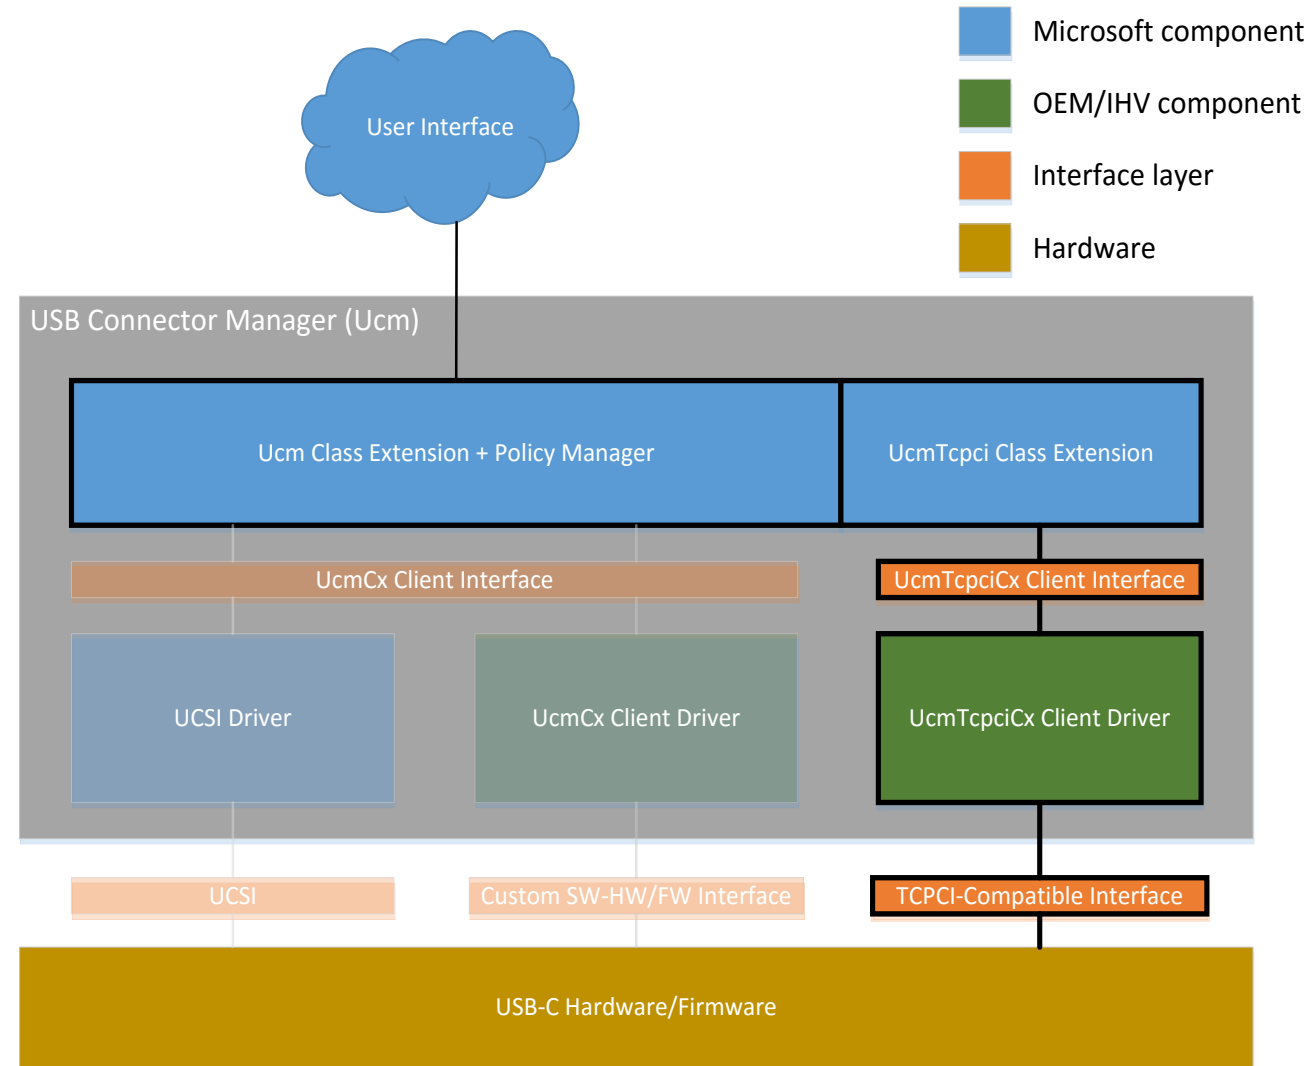 Microsoft component
OEM/IHV component
Interface layer
Hardware
User Interface
USB Connector Manager (Ucm)
Ucm Class Extension + Policy Manager
UcmTcpci Class Extension
UcmCx Client Interface
UcmTcpciCx Client Interface
UCSI Driver
UcmCx Client Driver
UcmTcpciCx Client Driver
UCSI
Custom SW-HW/FW Interface
TCPCI-Compatible Interface
USB-C Hardware/Firmware